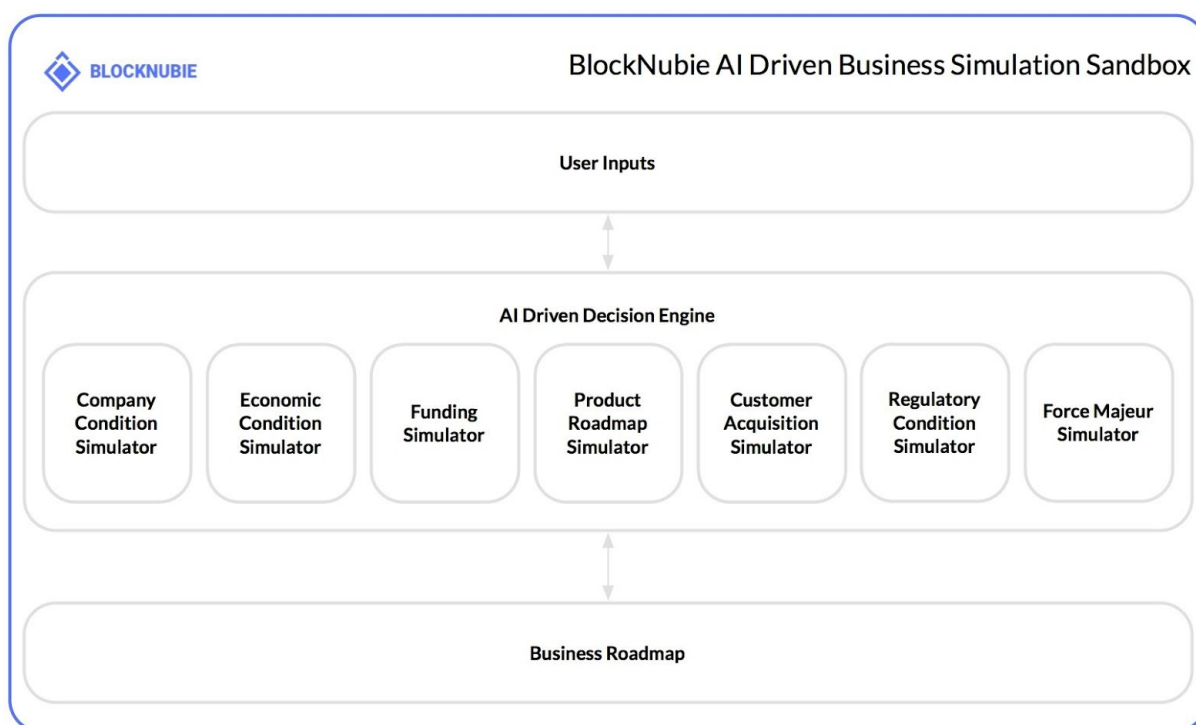 BLOCKNUBIE
BlockNubie AI Driven Business Simulation Sandbox
User Inputs
AI Driven Decision Engine
Company
Condition
Simulator
Economic
Condition
Simulator
Funding
Simulator
Product
Roadmap
Simulator
Customer
Acquisition
Simulator
Regulatory
Condition
Simulator
Force Majeur
Simulator
Business Roadmap